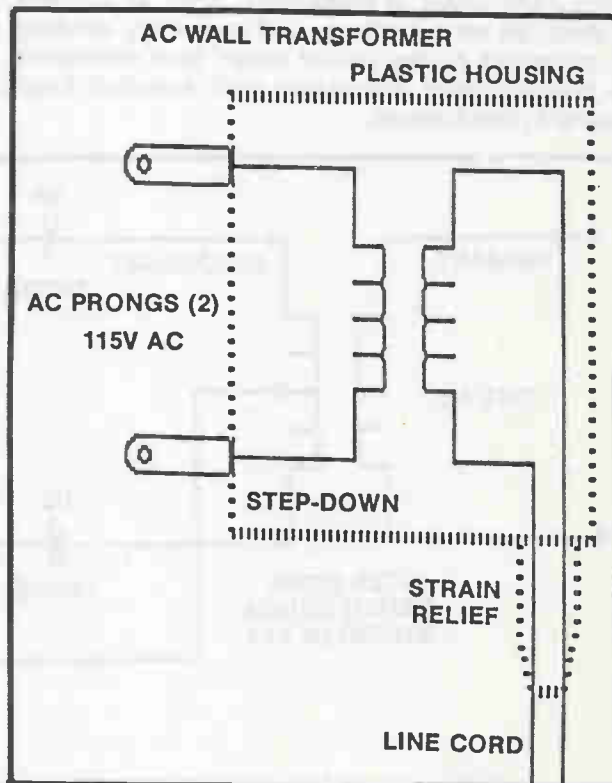 AC WALL TRANSFORMER
PLASTIC HOUSING
AC PRONGS (2)
115V AC
STEP-DOWN
STRAIN
RELIEF
LINE CORD